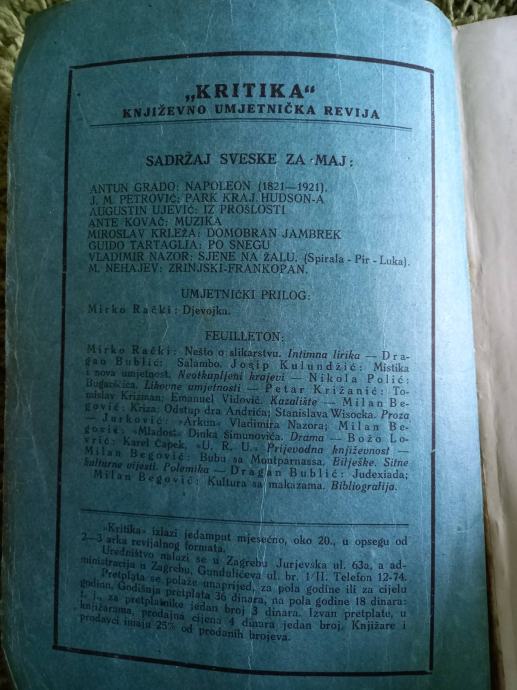 „KRITIKA“
KNJIŽEVNO UMJETNIČKA REVIJA
SADRŽAJ SVESKE ZA MAJ:
ANTUN GRADO: NAPOLEON (1821—1921).
J. M. PETROVIĆ: PARK KRAJ HUDSON-A
AUGUSTIN UJEVIĆ: IZ PROŠLOSTI
ANTE KOVAČ: MUZIKA
MIROSLAV KRLEŽA: DOMOBRAN JAMBREK
GUIDO TARTAGLIA: PO SNEGU
VLADIMIR NAZOR: SJENE NA ŽALU. (Spirala - Pir - Luka).
M. NEHAJEV: ZRINJSKI-FRANKOPAN.
UMJETNIČKI PRILOG:
Mirko Rački: Djevojka.
FEUILLETON:
Mirko Rački: Nešto o slikarstvu. Intimna lirika — Dra-
gan Bublić: Salambo. Josip Kulundžić: Mistika
i nova umjetnost. Neotkupljeni krajevi — Nikola Polić:
Bugarščica. Likovne umjetnosti — Petar Križanić: To-
mislav Krizman; Emanuel Vidović. Kazalište — Milan Be-
gović: Kriza; Odstup dra Andrića; Stanislava Wisocka. Proza
— Jurković: »Arkun« Vladimira Nazora; Milan Be-
gović: »Mladost« Dinka Šimunovića. Drama — Božo Lo-
vrić: Karel Čapek, »U. R. U.« Prijevodna književnost —
Milan Begović: Bubu sa Montparnassa. Bilješke. Sitne
kulturne vijesti. Polemika — Dragan Bublić: Judexiada;
Milan Begović: Kultura sa makazama. Bibliografija.
»Kritika« izlazi jedamput mjesečno, oko 20., u opsegu od
2—3 arka revijalnog formata.
Uredništvo nalazi se u Zagrebu Jurjevska ul. 63a, a ad-
ministracija u Zagrebu, Gundulićeva ul. br. 1/II. Telefon 12-74.
Pretplata se polaže unaprijed, za pola godine ili za cijelu
godinu. Godišnja pretplata 36 dinara, na pola godine 18 dinara:
t. j., za pretplatnike jedan broj 3 dinara. Izvan pretplate, u
knjižarama, prodajna cijena 4 dinara jedan broj. Knjižare i
prodavci imaju 25% od prodanih brojeva.